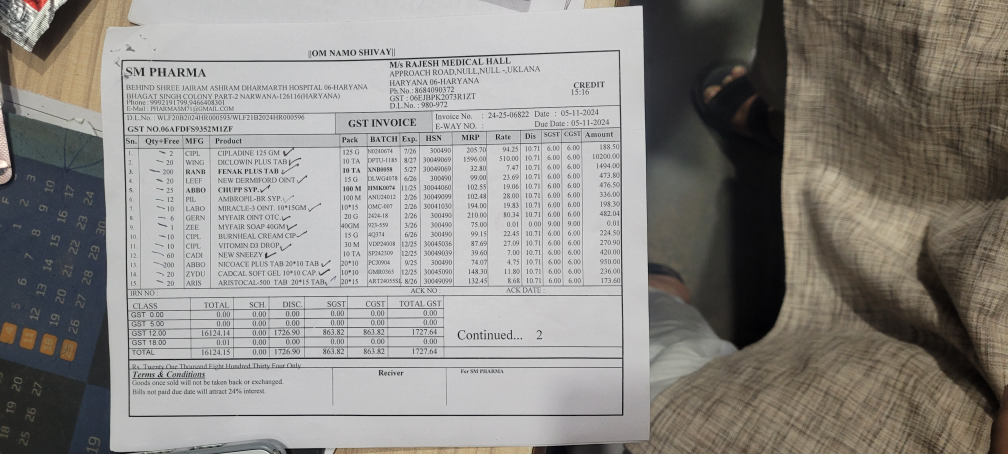 ||OM NAMO SHIVAY||
SM PHARMA
BEHIND SHREE JAIRAM ASHRAM DHARMARTH HOSPITAL 06-HARYANA
BHAGAT SINGH COLONY PART-2 NARWANA-126116(HARYANA)
Phone : 9992191799,9466408301
E-Mail : PHARMASM71@GMAIL.COM
D.L.No. : WLF20B2024HR000593/WLF21B2024HR000596
GST NO.06AFDFS9352M1ZF
M/s RAJESH MEDICAL HALL
APPROACH ROAD,NULL,NULL -,UKLANA
HARYANA 06-HARYANA
Ph.No.: 8684090372
GST : 06EJBPK2073R1ZT
D.L.No. : 980-972
CREDIT
15:16
GST INVOICE
Invoice No. : 24-25-06822 Date : 05-11-2024
E-WAY NO. : Due Date : 05-11-2024
Sn. Qty+Free MFG Product Pack BATCH Exp. HSN MRP Rate Dis SGST CGST Amount
1. 2 CIPL CIPLADINE 125 GM 125 G N0240674 7/26 300490 205.70 94.25 10.71 6.00 6.00 188.50
2. 20 WING DICLOWIN PLUS TAB 10 TA DPTU-1185 8/27 30049069 1596.00 510.00 10.71 6.00 6.00 10200.00
3. 200 RANB FENAK PLUS TAB 10 TA XNB0058 5/27 30049069 32.80 7.47 10.71 6.00 6.00 1494.00
4. 20 LEEF NEW DERMIFORD OINT 15 G DLWG4078 6/26 300490 99.00 23.69 10.71 6.00 6.00 473.80
5. 25 ABBO CHUPP SYP. 100 M HMK0074 11/25 30044060 102.55 19.06 10.71 6.00 6.00 476.50
6. 12 PIL AMBROPIL-BR SYP. 100 M ANU24012 2/26 30049099 102.48 28.00 10.71 6.00 6.00 336.00
7. 10 LABO MIRACLE-3 OINT. 10*15GM 10*15 OMC-007 2/26 30041030 194.00 19.83 10.71 6.00 6.00 198.30
8. 6 GERN MYFAIR OINT OTC. 20 G 2424-18 2/26 300490 210.00 80.34 10.71 6.00 6.00 482.04
9. 1 ZEE MYFAIR SOAP 40GM 40GM 923-559 3/26 300490 75.00 0.01 0.00 9.00 9.00 0.01
10. 10 CIPL BURNHEAL CREAM CIP 15 G 4Q374 6/26 300490 99.15 22.45 10.71 6.00 6.00 224.50
11. 10 CIPL VITOMIN D3 DROP 30 M VDP24008 12/25 30045036 87.69 27.09 10.71 6.00 6.00 270.90
12. 60 CADI NEW SNEEZY 10 TA SP242309 12/25 30049039 39.60 7.00 10.71 6.00 6.00 420.00
13. 200 ABBO NICOACE PLUS TAB 20*10 TAB 20*10 PC20904 9/25 300490 74.07 4.75 10.71 6.00 6.00 950.00
14. 20 ZYDU CADCAL SOFT GEL 10*10 CAP. 10*10 GMR0365 12/25 30045090 148.30 11.80 10.71 6.00 6.00 236.00
15. 20 ARIS ARISTOCAL-500 TAB 20*15 TAB 20*15 8/26 30049099 132.45 8.68 10.71 6.00 6.00 173.60
IRN NO : ACK NO ACK DATE :
CLASS TOTAL SCH. DISC. SGST CGST TOTAL GST
GST 0.00 0.00 0.00 0.00 0.00 0.00 0.00
GST 5.00 0.00 0.00 0.00 0.00 0.00 0.00
GST 12.00 16124.14 0.00 1726.90 863.82 863.82 1727.64
GST 18.00 0.01 0.00 0.00 0.00 0.00 0.00
TOTAL 16124.15 0.00 1726.90 863.82 863.82 1727.64
Continued... 2
Rs. Twenty One Thousand Eight Hundred Thirty Four Only
Terms & Conditions
Goods once sold will not be taken back or exchanged.
Bills not paid due date will attract 24% interest.
Reciver
For SM PHARMA